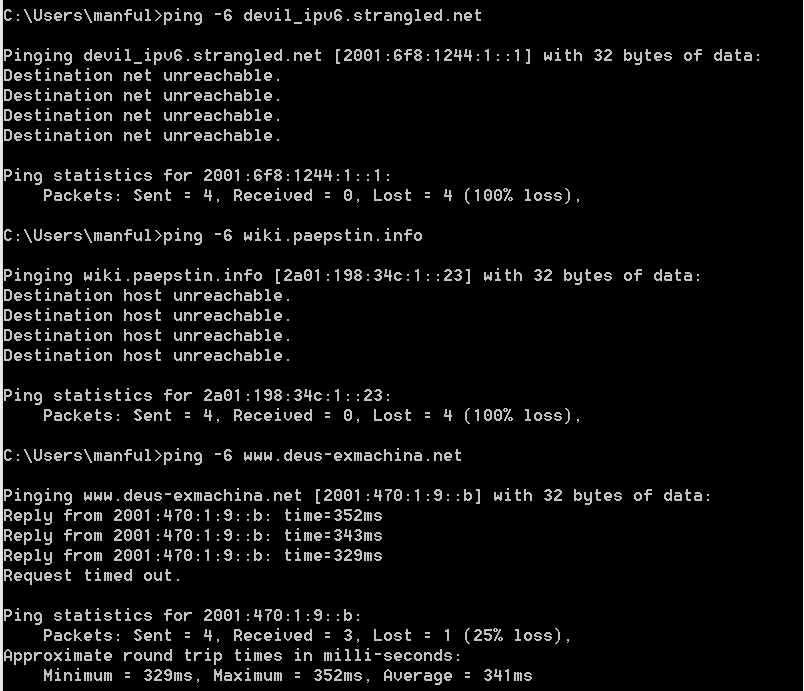 C:\Users\manful>ping -6 devil_ipv6.strangled.net
Pinging devil_ipv6.strangled.net [2001:6f8:1244:1::1] with 32 bytes of data:
Destination net unreachable.
Destination net unreachable.
Destination net unreachable.
Destination net unreachable.
Ping statistics for 2001:6f8:1244:1::1:
    Packets: Sent = 4, Received = 0, Lost = 4 (100% loss),
C:\Users\manful>ping -6 wiki.paepstin.info
Pinging wiki.paepstin.info [2a01:198:34c:1::23] with 32 bytes of data:
Destination host unreachable.
Destination host unreachable.
Destination host unreachable.
Destination host unreachable.
Ping statistics for 2a01:198:34c:1::23:
    Packets: Sent = 4, Received = 0, Lost = 4 (100% loss),
C:\Users\manful>ping -6 www.deus-exmachina.net
Pinging www.deus-exmachina.net [2001:470:1:9::b] with 32 bytes of data:
Reply from 2001:470:1:9::b: time=352ms
Reply from 2001:470:1:9::b: time=343ms
Reply from 2001:470:1:9::b: time=329ms
Request timed out.
Ping statistics for 2001:470:1:9::b:
    Packets: Sent = 4, Received = 3, Lost = 1 (25% loss),
Approximate round trip times in milli-seconds:
    Minimum = 329ms, Maximum = 352ms, Average = 341ms